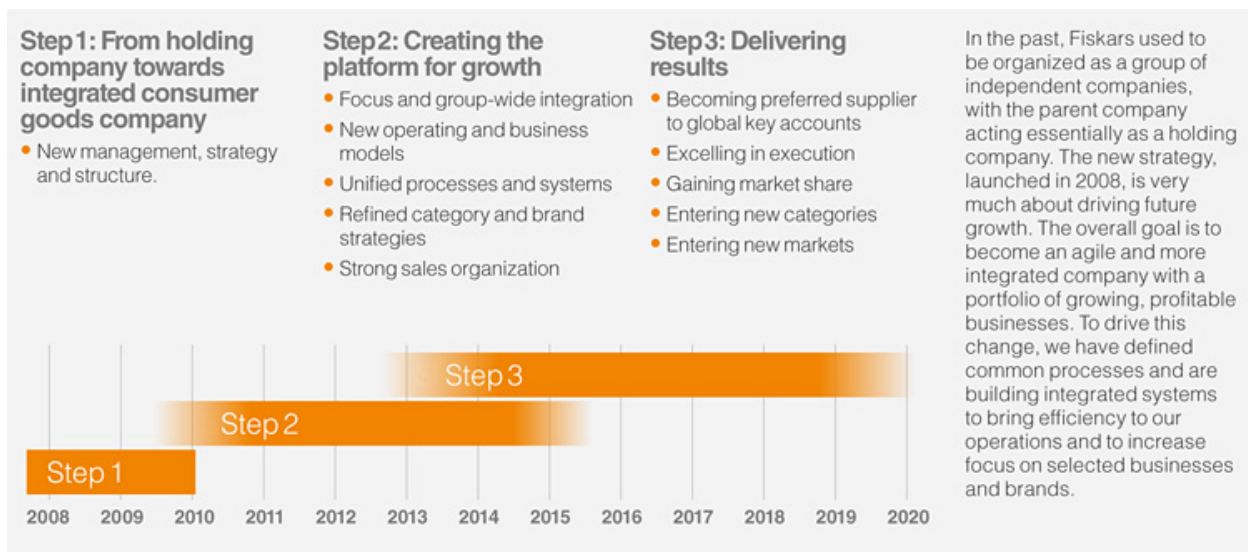 Step 1: From holding
company towards
integrated consumer
goods company
• New management, strategy
and structure.
Step 2: Creating the
platform for growth
• Focus and group-wide integration
• New operating and business
models
• Unified processes and systems
• Refined category and brand
strategies
• Strong sales organization
Step 3: Delivering
results
• Becoming preferred supplier
to global key accounts
• Excelling in execution
• Gaining market share
• Entering new categories
• Entering new markets
In the past, Fiskars used to
be organized as a group of
independent companies,
with the parent company
acting essentially as a holding
company. The new strategy,
launched in 2008, is very
much about driving future
growth. The overall goal is to
become an agile and more
integrated company with a
portfolio of growing, profitable
businesses. To drive this
change, we have defined
common processes and are
building integrated systems
to bring efficiency to our
operations and to increase
focus on selected businesses
and brands.
Step 3
Step 2
Step 1
2008 2009 2010 2011 2012 2013 2014 2015 2016 2017 2018 2019 2020